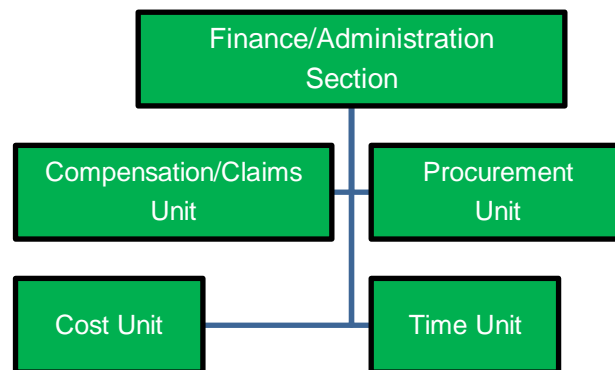 Finance/Administration
Section
Compensation/Claims
Unit
Procurement
Unit
Cost Unit
Time Unit